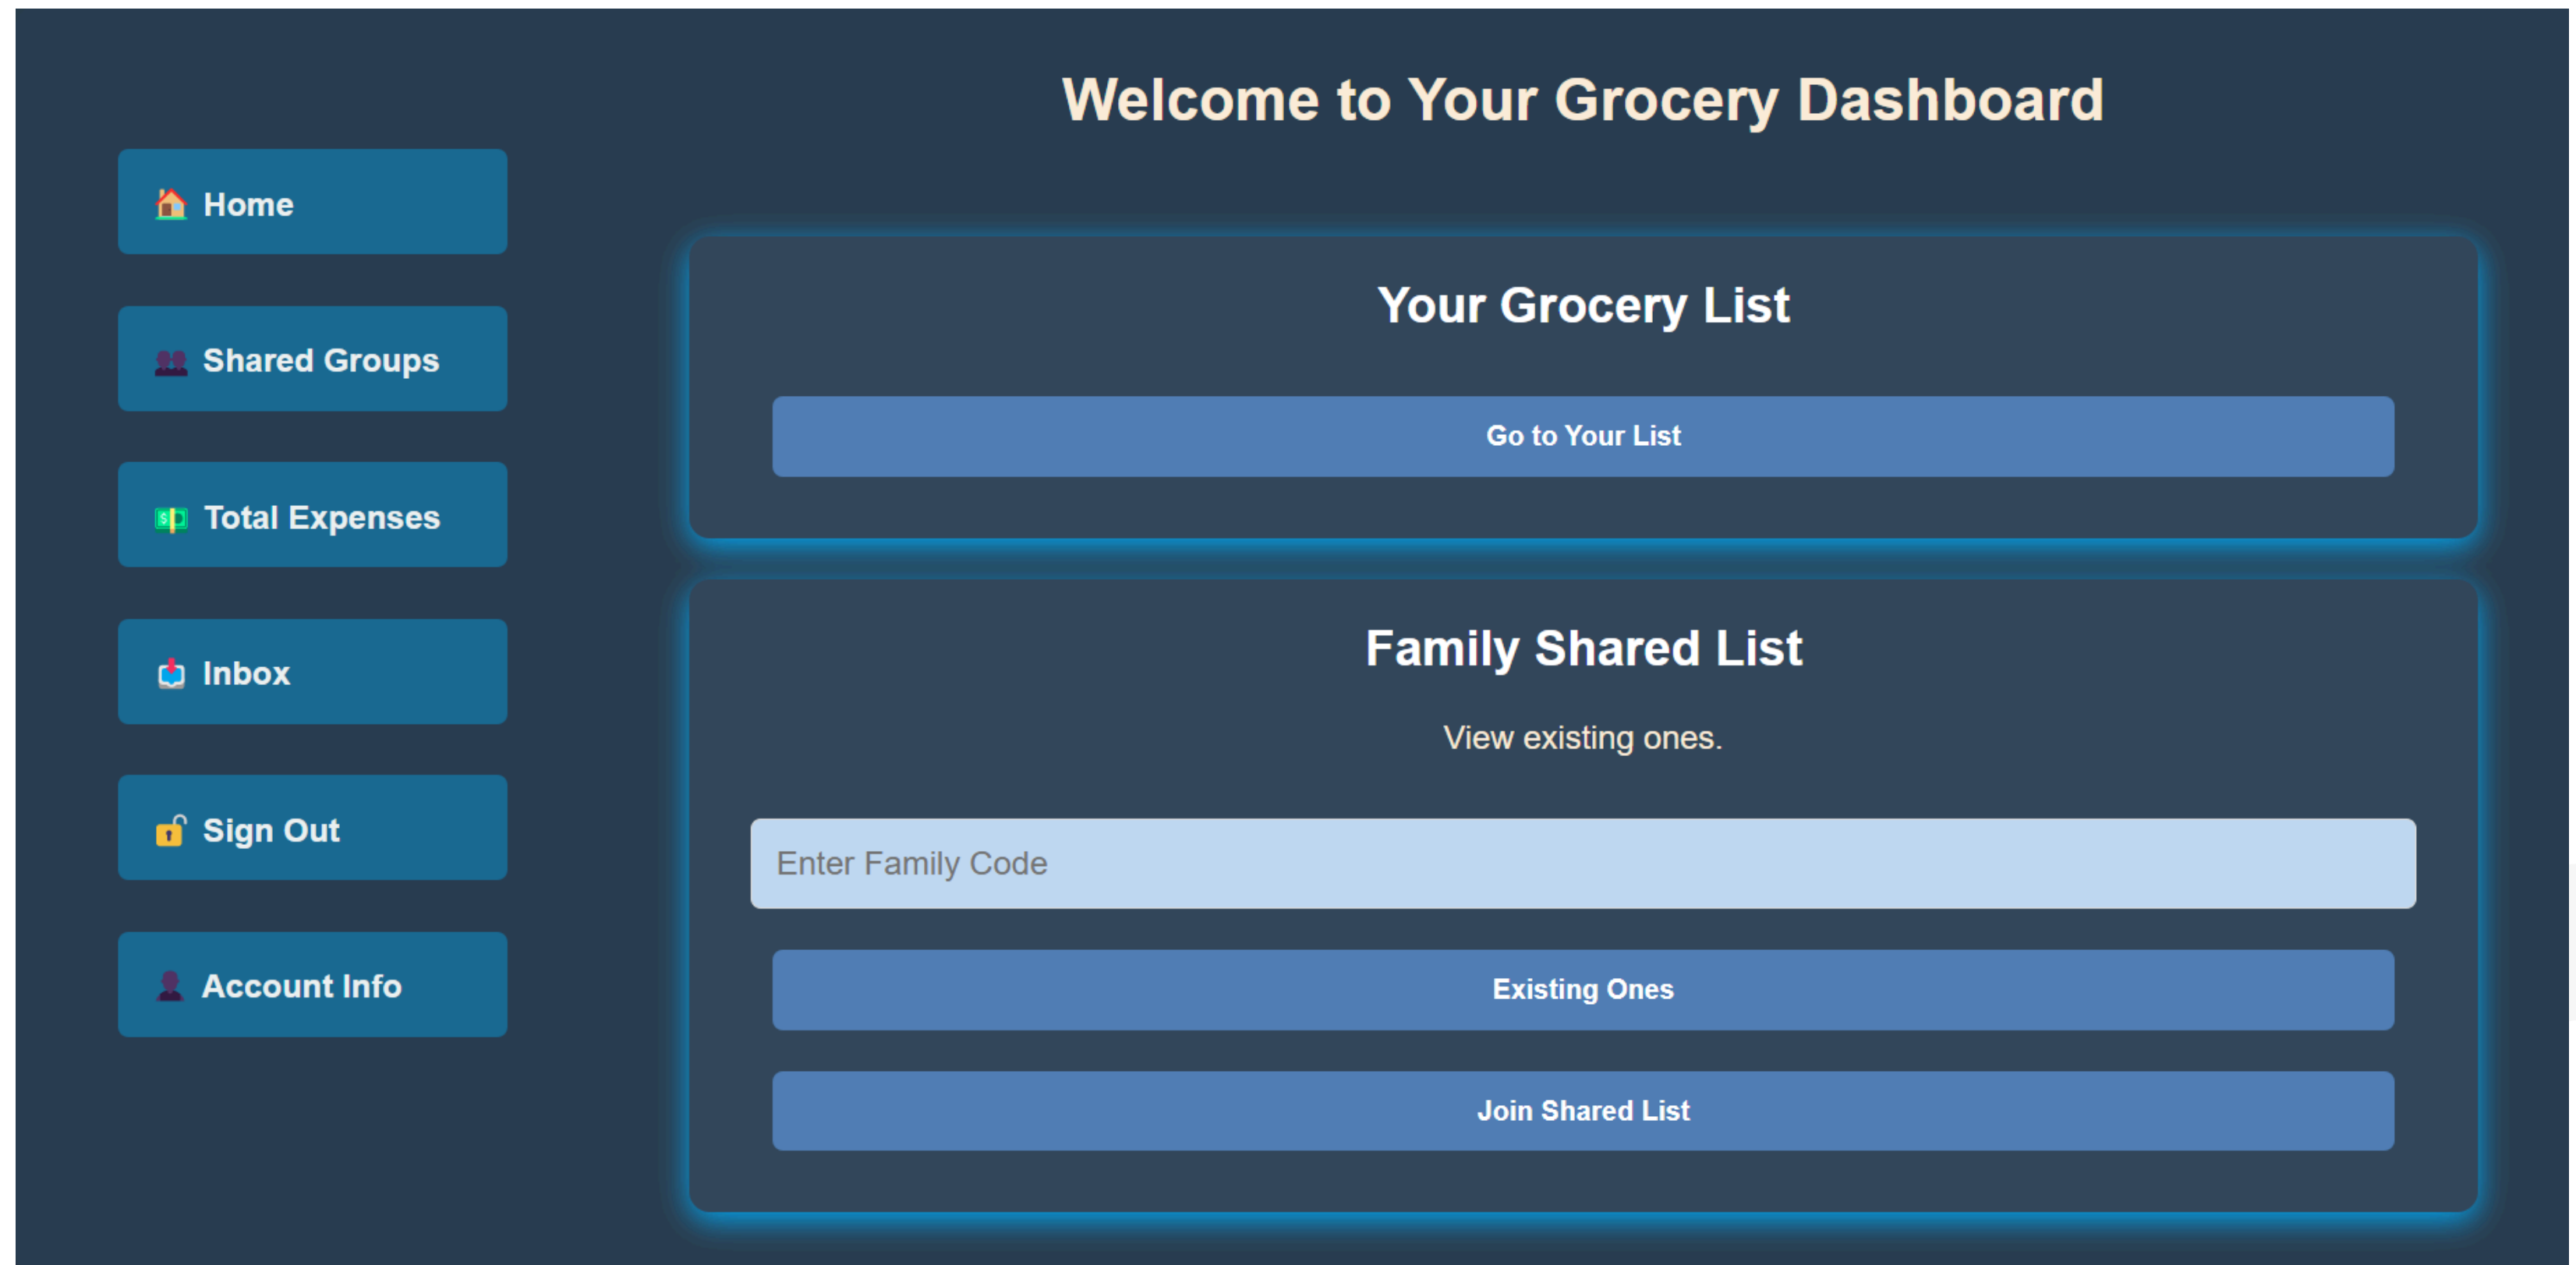 Welcome to Your Grocery Dashboard
Home
Shared Groups
Total Expenses
Inbox
Sign Out
Account Info
Your Grocery List
Go to Your List
Family Shared List
View existing ones.
Enter Family Code
Existing Ones
Join Shared List